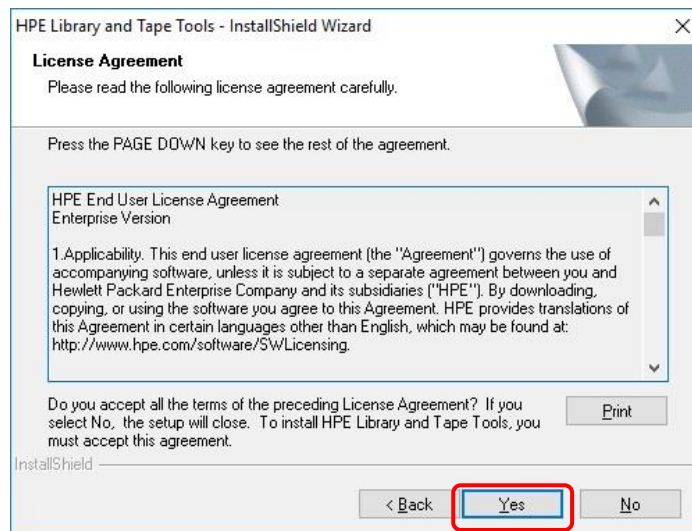 HPE Library and Tape Tools - InstallShield Wizard
License Agreement
Please read the following license agreement carefully.
Press the PAGE DOWN key to see the rest of the agreement.
HPE End User License Agreement
Enterprise Version
1.Applicability. This end user license agreement (the "Agreement") governs the use of
accompanying software, unless it is subject to a separate agreement between you and
Hewlett Packard Enterprise Company and its subsidiaries ("HPE"). By downloading,
copying, or using the software you agree to this Agreement. HPE provides translations of
this Agreement in certain languages other than English, which may be found at:
http://www.hpe.com/software/SWLicensing.
Do you accept all the terms of the preceding License Agreement? If you
select No, the setup will close. To install HPE Library and Tape Tools, you
must accept this agreement.
Print
InstallShield
< Back Yes No